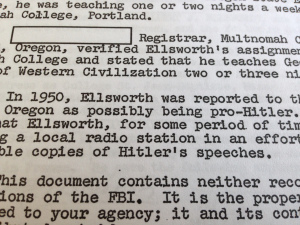 , he was teaching one or two nights a week
ah College, Portland.
Registrar, Multnomah C
, Oregon, verified Ellsworth's assignment
h College and stated that he teaches Ge
of Western Civilization two or three ni
In 1950, Ellsworth was reported to th
Oregon as possibly being pro-Hitler.
at Ellsworth, for some period of tim
g a local radio station in an effort
ble copies of Hitler's speeches.
This document contains neither reco
ions of the FBI. It is the proper
ed to your agency; it and its cont